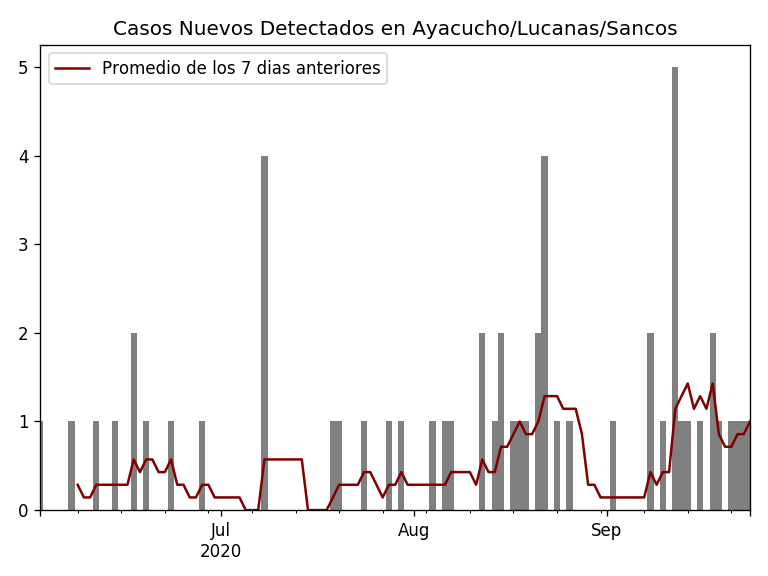 Casos Nuevos Detectados en Ayacucho/Lucanas/Sancos
Promedio de los 7 dias anteriores
5
4
3
2
1
0
Jul
2020
Aug
Sep